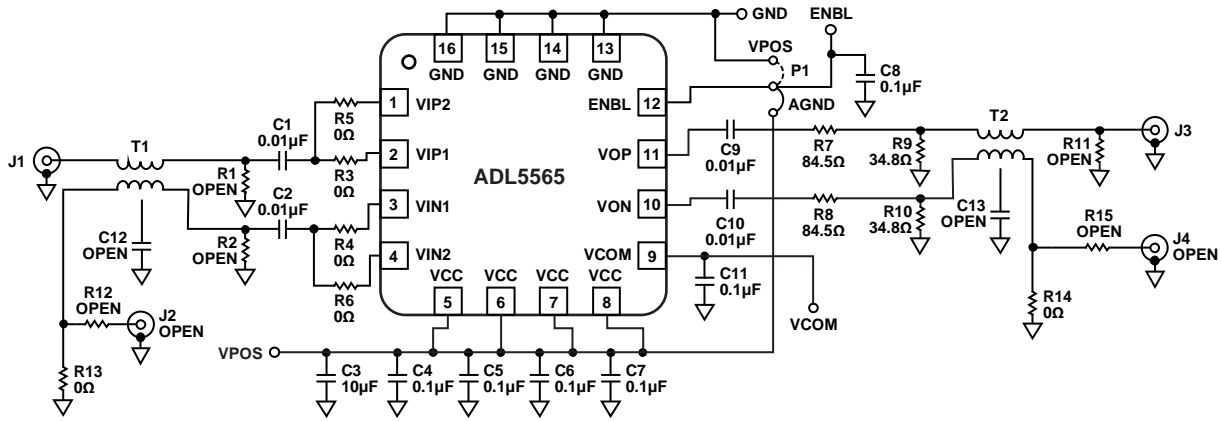 GND
ENBL
16
15
14
13
GND
GND
GND
GND
VPOS
P1
AGND
C8
0.1µF
1
VIP2
ENBL
12
R5
0Ω
C1
0.01µF
J1
T1
2
VIP1
R3
0Ω
R1
OPEN
C2
0.01µF
ADL5565
VOP
11
C9
0.01µF
R7
84.5Ω
R9
34.8Ω
T2
R11
OPEN
J3
3
VIN1
R4
0Ω
VON
10
C10
0.01µF
R8
84.5Ω
R10
34.8Ω
C13
OPEN
R15
OPEN
J4
OPEN
C12
OPEN
R2
OPEN
4
VIN2
R6
0Ω
VCOM
9
C11
0.1µF
VCOM
VCC
VCC
VCC
VCC
5
6
7
8
R14
0Ω
R12
OPEN
J2
OPEN
R13
0Ω
VPOS
C3
10µF
C4
0.1µF
C5
0.1µF
C6
0.1µF
C7
0.1µF